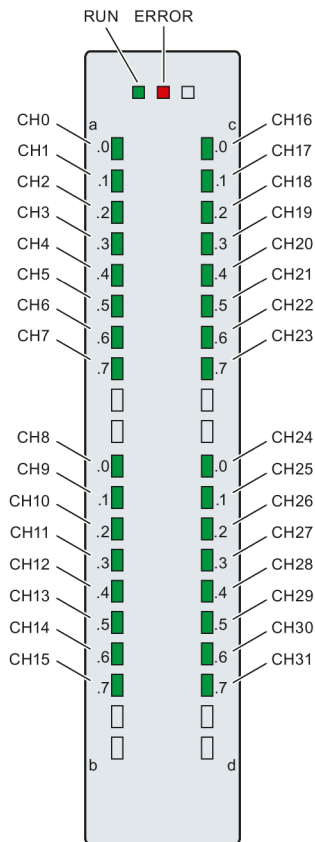 RUN ERROR
a c
CH0 .0 .0 CH16
CH1 .1 .1 CH17
CH2 .2 .2 CH18
CH3 .3 .3 CH19
CH4 .4 .4 CH20
CH5 .5 .5 CH21
CH6 .6 .6 CH22
CH7 .7 .7 CH23
CH8 .0 .0 CH24
CH9 .1 .1 CH25
CH10 .2 .2 CH26
CH11 .3 .3 CH27
CH12 .4 .4 CH28
CH13 .5 .5 CH29
CH14 .6 .6 CH30
CH15 .7 .7 CH31
b d